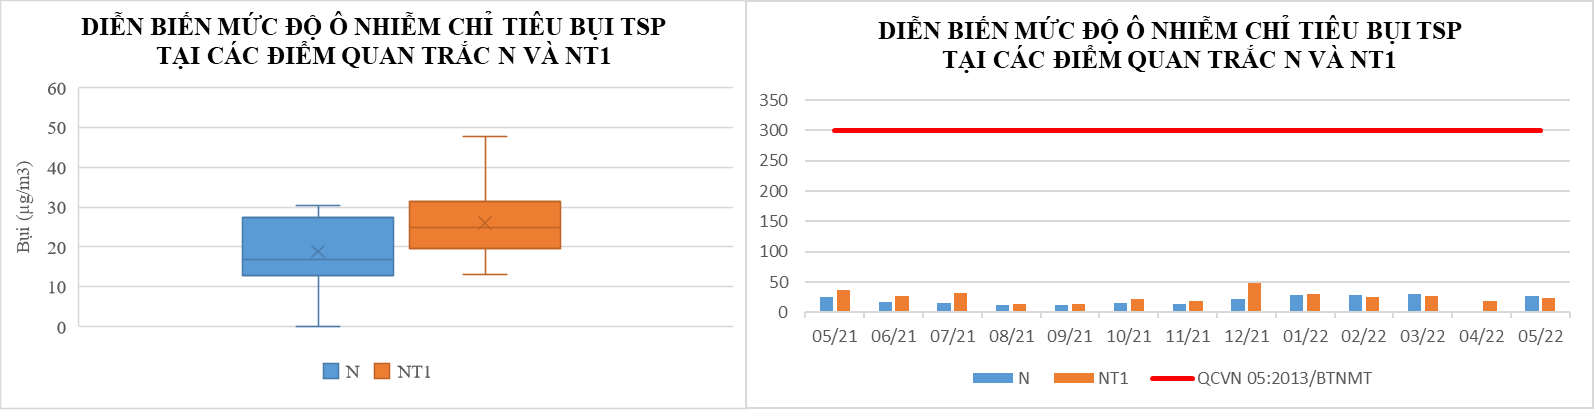 DIỄN BIẾN MỨC ĐỘ Ô NHIỄM CHỈ TIÊU BỤI TSP
TẠI CÁC ĐIỂM QUAN TRẮC N VÀ NT1
60
50
40
30
20
10
0
Bụi (µg/m3)
N
NT1
DIỄN BIẾN MỨC ĐỘ Ô NHIỄM CHỈ TIÊU BỤI TSP
TẠI CÁC ĐIỂM QUAN TRẮC N VÀ NT1
350
300
250
200
150
100
50
0
05/21 06/21 07/21 08/21 09/21 10/21 11/21 12/21 01/22 02/22 03/22 04/22 05/22
N
NT1
QCVN 05:2013/BTNMT